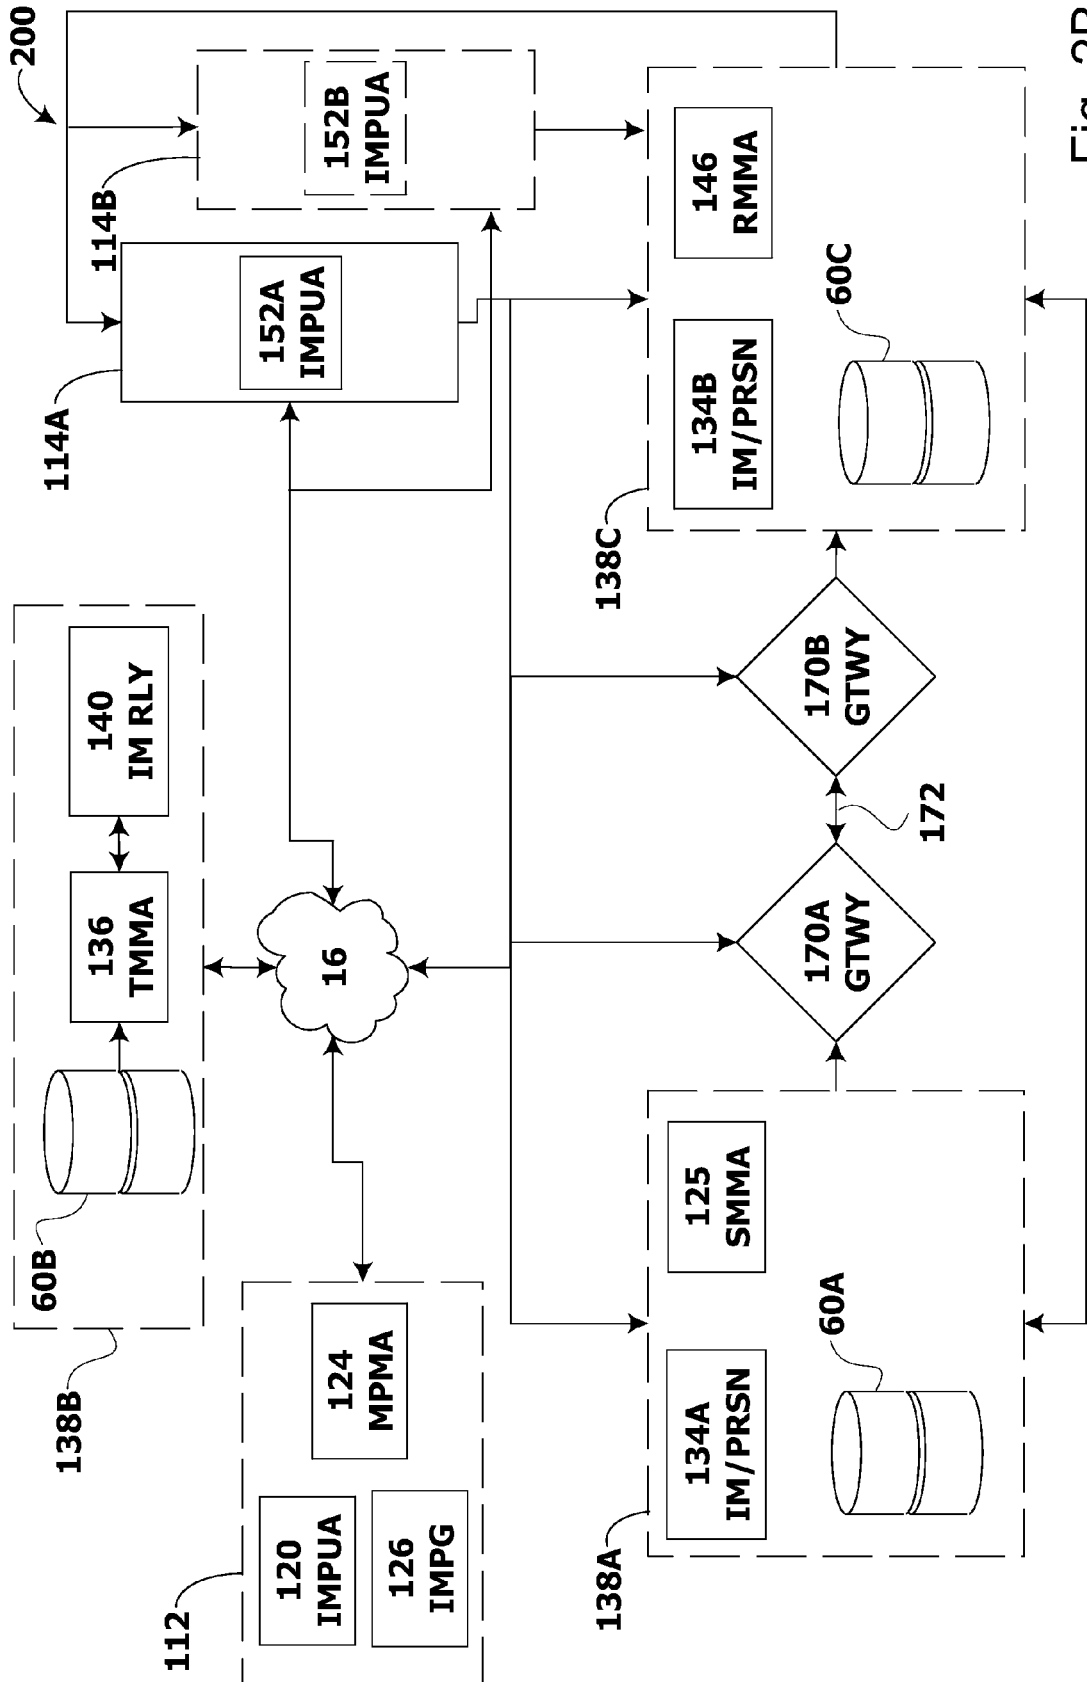 200
60B
138B
114A
136
TMMA
140
IM RLY
114B
112
120
IMPUA
126
IMPG
124
MPMA
16
152A
IMPUA
152B
IMPUA
138A
138C
134A
IM/PRSN
125
SMMA
134B
IM/PRSN
146
RMMA
60A
170A
GTWY
170B
GTWY
60C
172
Fig. 2B